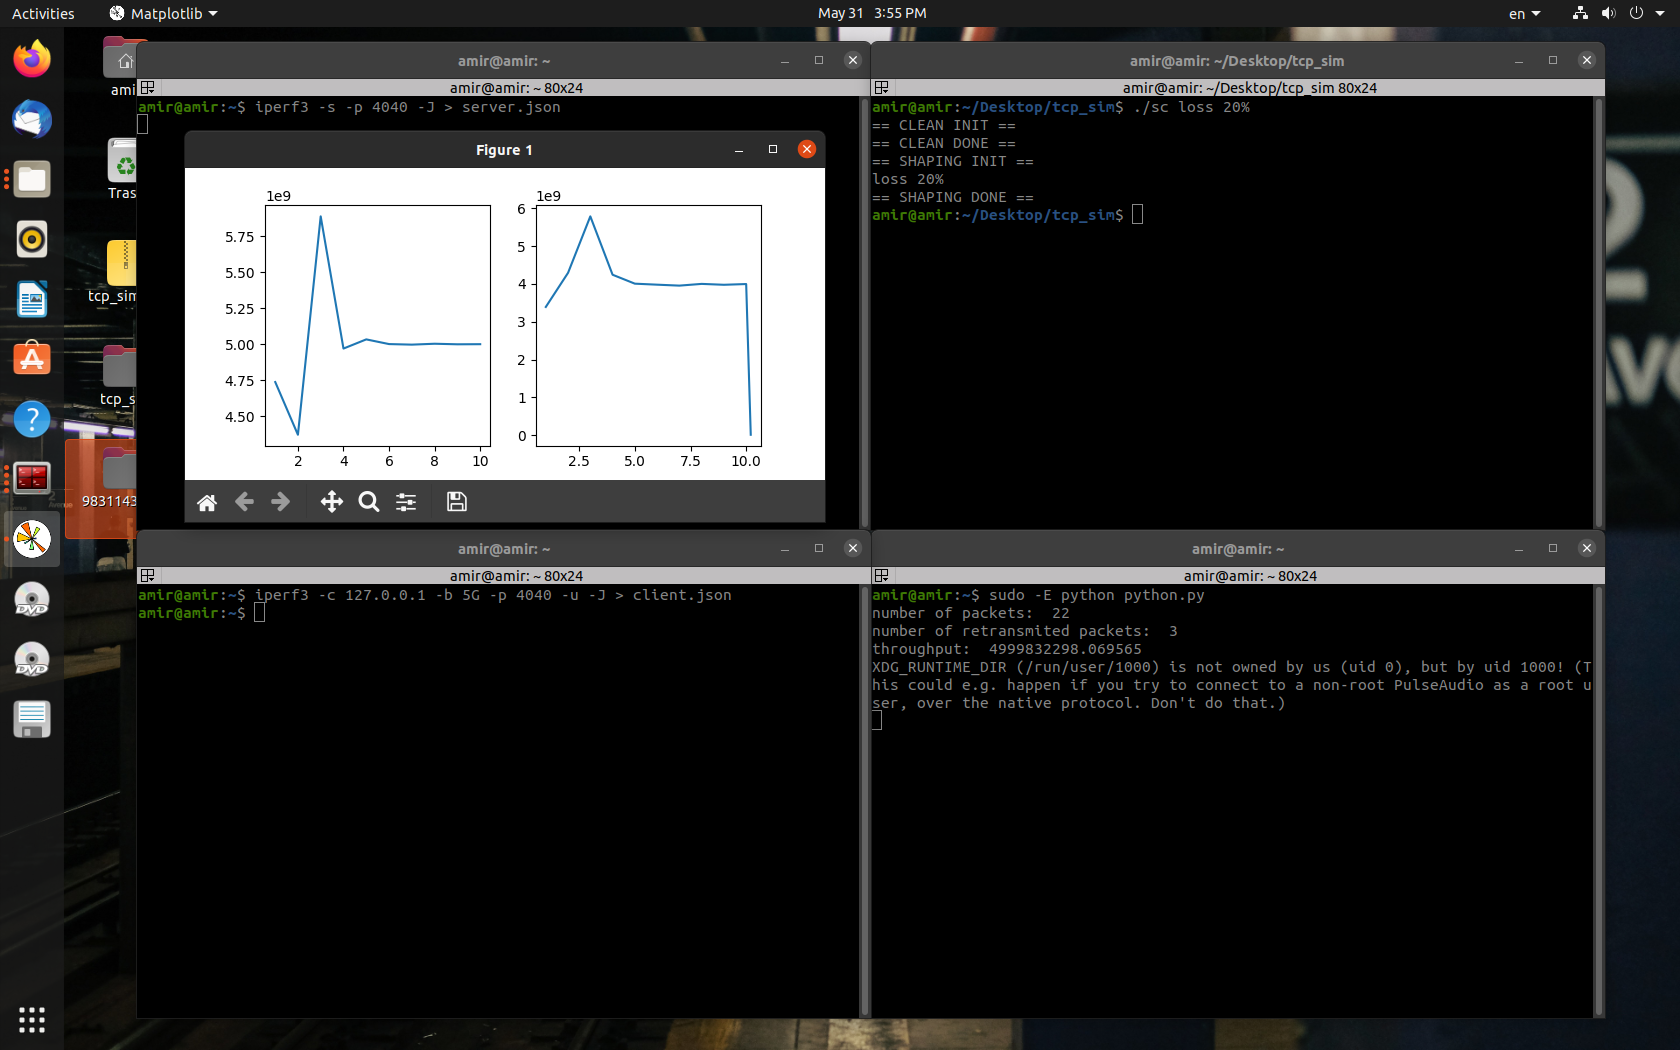 Activities
Matplotlib
May 31 3:55 PM
en
amir@amir: ~
amir@amir: ~ 80x24
amir@amir:~$ iperf3 -s -p 4040 -J > server.json
amir@amir: ~/Desktop/tcp_sim
amir@amir: ~/Desktop/tcp_sim 80x24
amir@amir:~/Desktop/tcp_sim$ ./sc loss 20%
== CLEAN INIT ==
== CLEAN DONE ==
== SHAPING INIT ==
loss 20%
== SHAPING DONE ==
amir@amir:~/Desktop/tcp_sim$
ami
Tras
tcp_sim
tcp_s
9831143
Figure 1
1e9
5.75
5.50
5.25
5.00
4.75
4.50
2 4 6 8 10
1e9
6
5
4
3
2
1
0
2.5 5.0 7.5 10.0
amir@amir: ~
amir@amir: ~ 80x24
amir@amir:~$ iperf3 -c 127.0.0.1 -b 5G -p 4040 -u -J > client.json
amir@amir:~$
amir@amir: ~
amir@amir: ~ 80x24
amir@amir:~$ sudo -E python python.py
number of packets:  22
number of retransmited packets:  3
throughput:  4999832298.069565
XDG_RUNTIME_DIR (/run/user/1000) is not owned by us (uid 0), but by uid 1000! (T
his could e.g. happen if you try to connect to a non-root PulseAudio as a root u
ser, over the native protocol. Don't do that.)
DVD
DVD